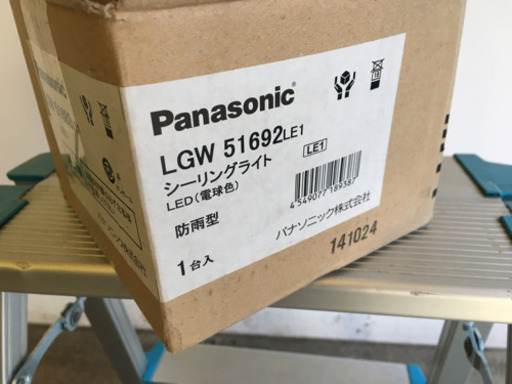 Panasonic
LGW 51692LE1
LE1
シーリングライト
LED(電球色)
防雨型
1台入
4549077189387
パナソニック株式会社
141024